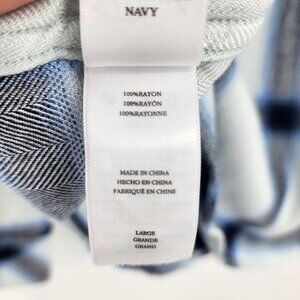 NAVY
100%RAYON
100%RAYÓN
100%RAYONNE
MADE IN CHINA
HECHO EN CHINA
FABRIQUÉ EN CHINE
LARGE
GRANDE
GRAND